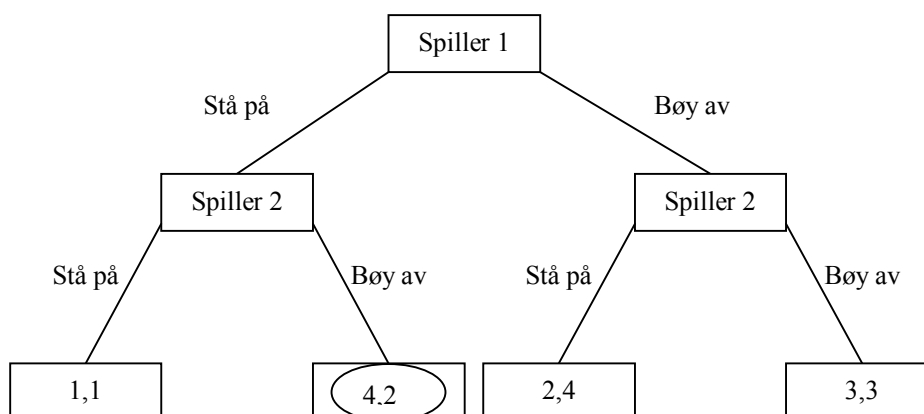 Spiller 1
Stå på
Bøy av
Spiller 2
Spiller 2
Stå på
Bøy av
Stå på
Bøy av
1,1
4,2
2,4
3,3